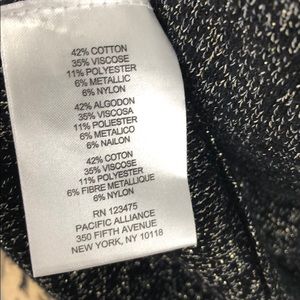 42% COTTON
35% VISCOSE
11% POLYESTER
6% METALLIC
6% NYLON
42% ALGODON
35% VISCOSA
11% POLYESTER
6% METALICO
6% NAILON
42% COTON
35% VISCOSE
11% POLYESTER
6% FIBRE METALLIQUE
6% NYLON
RN 123475
PACIFIC ALLIANCE
350 FIFTH AVENUE
NEW YORK, NY 10118